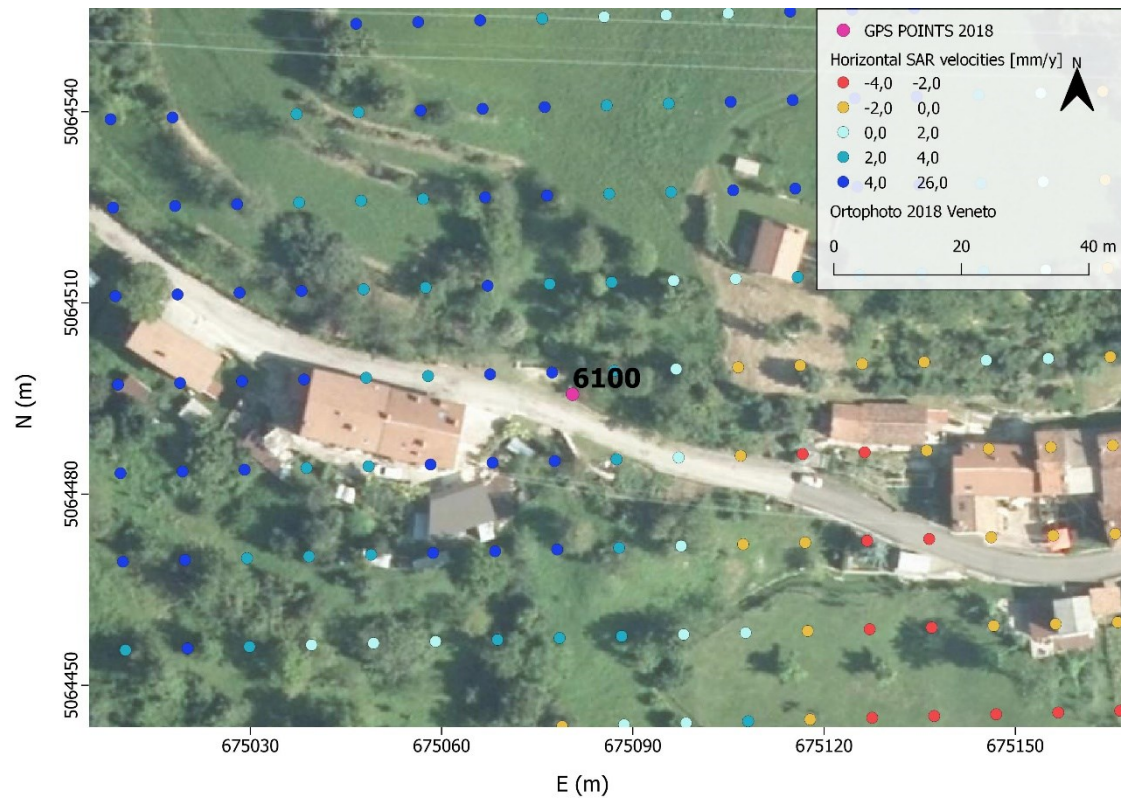 GPS POINTS 2018
Horizontal SAR velocities [mm/y]
N
-4,0 -2,0
-2,0 0,0
0,0 2,0
2,0 4,0
4,0 26,0
Ortophoto 2018 Veneto
0 20 40 m
6100
5064540
5064510
5064480
5064450
N (m)
675030 675060 675090 675120 675150
E (m)